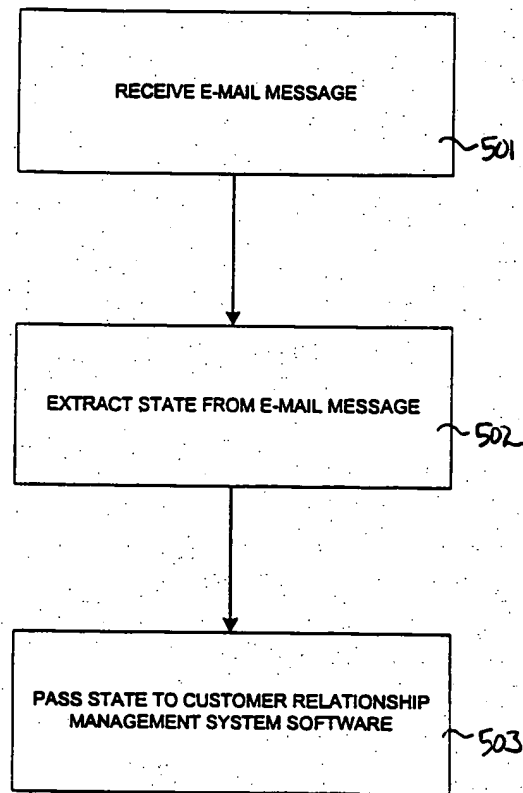 RECEIVE E-MAIL MESSAGE
501
EXTRACT STATE FROM E-MAIL MESSAGE
502
PASS STATE TO CUSTOMER RELATIONSHIP
MANAGEMENT SYSTEM SOFTWARE
503